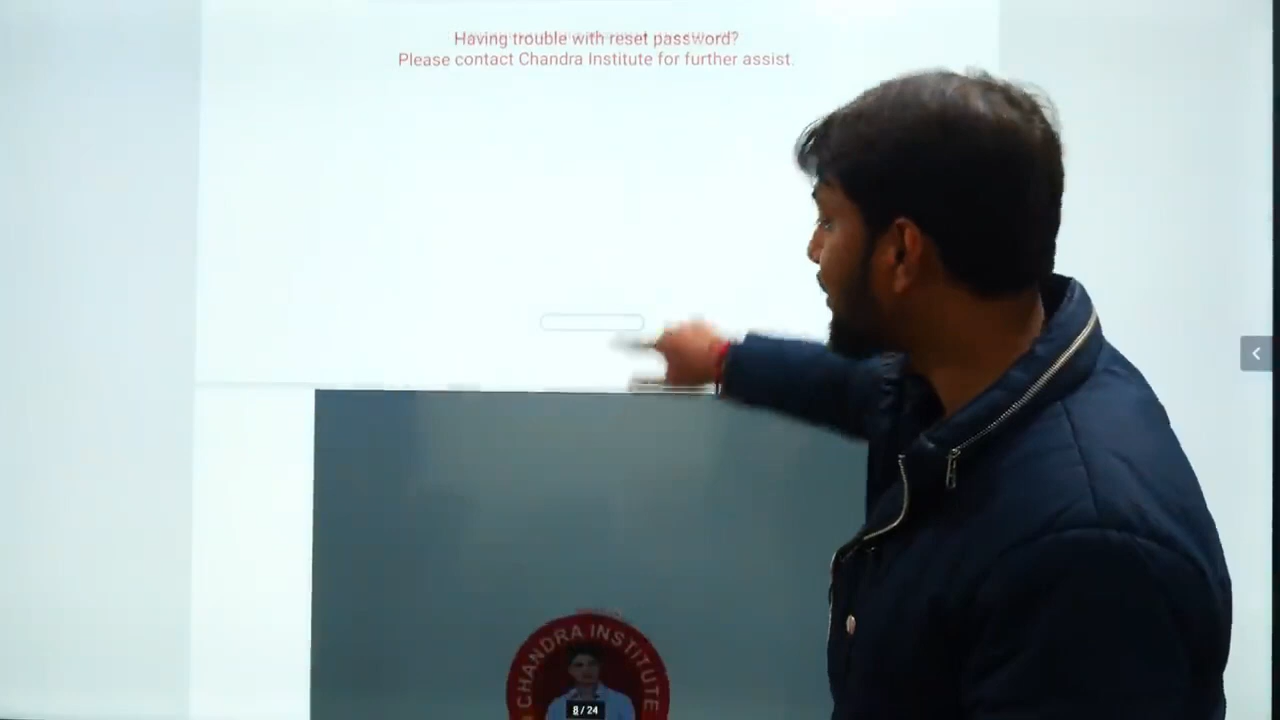 Having trouble with reset password?
Please contact Chandra Institute for further assist.
CHANDRA INSTITUTE
8 / 24